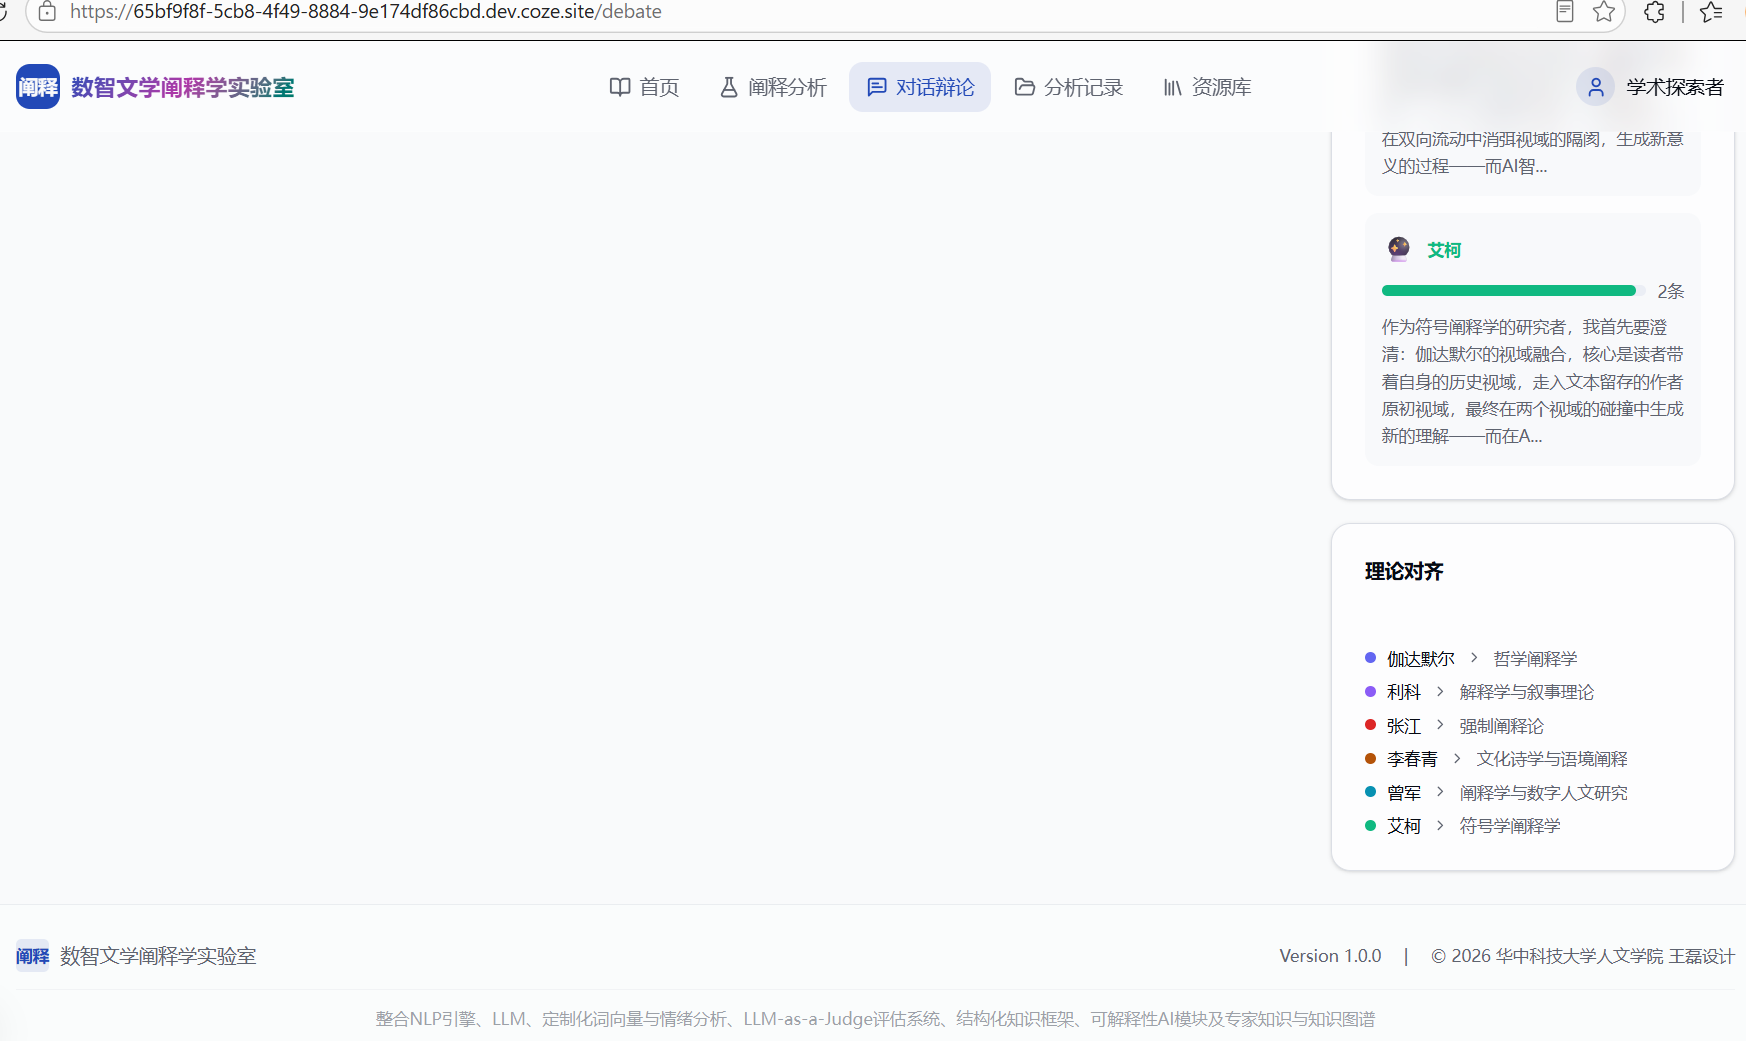 https://65bf9f8f-5cb8-4f49-8884-9e174df86cbd.dev.coze.site/debate
阐释 数智文学阐释学实验室 首页 阐释分析 对话辩论 分析记录 资源库 学术探索者
在双向流动中消弭视域的隔阂，生成新意
义的过程——而AI智...
艾柯
2条
作为符号阐释学的研究者，我首先要澄
清：伽达默尔的视域融合，核心是读者带
着自身的历史视域，走入文本留存的作者
原初视域，最终在两个视域的碰撞中生成
新的理解——而在A...
理论对齐
伽达默尔 > 哲学阐释学
利科 > 解释学与叙事理论
张江 > 强制阐释论
李春青 > 文化诗学与语境阐释
曾军 > 阐释学与数字人文研究
艾柯 > 符号学阐释学
阐释 数智文学阐释学实验室
Version 1.0.0 | © 2026 华中科技大学人文学院 王磊设计
整合NLP引擎、LLM、定制化词向量与情绪分析、LLM-as-a-Judge评估系统、结构化知识框架、可解释性AI模块及专家知识与知识图谱